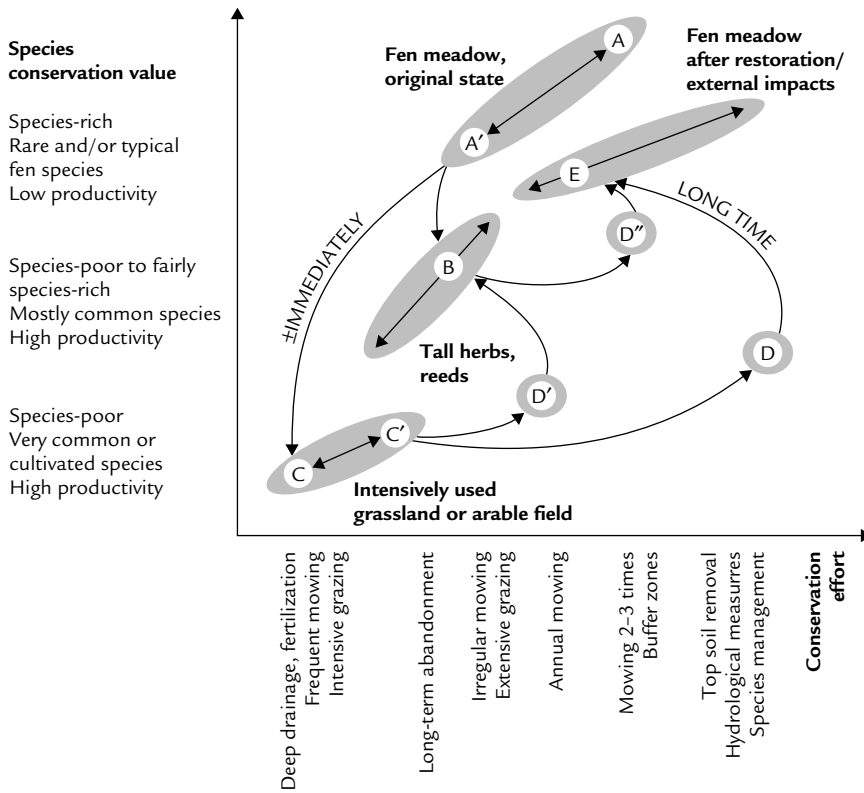 Species
conservation value
Species-rich
Rare and/or typical
fen species
Low productivity
Species-poor to fairly
species-rich
Mostly common species
High productivity
Species-poor
Very common or
cultivated species
High productivity
Fen meadow,
original state
Fen meadow
after restoration/
external impacts
A
A′
E
±IMMEDIATELY
LONG TIME
B
D″
Tall herbs,
reeds
D
D′
C′
C
Intensively used
grassland or arable field
Deep drainage, fertilization
Frequent mowing
Intensive grazing
Long-term abandonment
Irregular mowing
Extensive grazing
Annual mowing
Mowing 2–3 times
Buffer zones
Top soil removal
Hydrological measurres
Species management
Conservation
effort